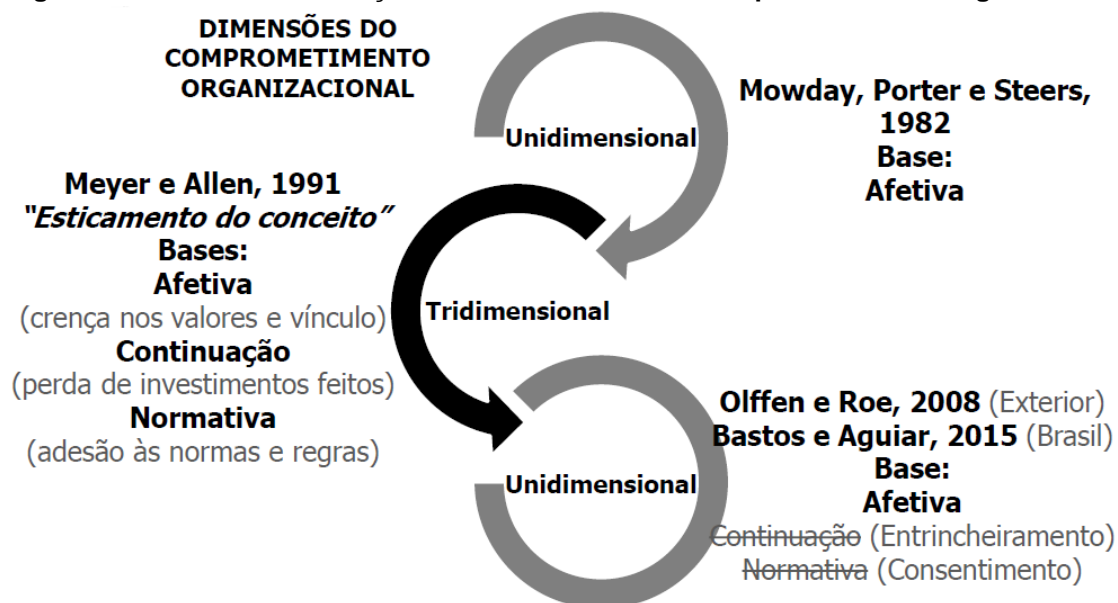 DIMENSÕES DO
COMPROMETIMENTO
ORGANIZACIONAL
Unidimensional
Mowday, Porter e Steers,
1982
Base:
Afetiva
Meyer e Allen, 1991
“Esticamento do conceito”
Bases:
Afetiva
(crença nos valores e vínculo)
Continuação
(perda de investimentos feitos)
Normativa
(adesão às normas e regras)
Tridimensional
Olffen e Roe, 2008 (Exterior)
Bastos e Aguiar, 2015 (Brasil)
Base:
Afetiva
Continuação (Entrincheiramento)
Normativa (Consentimento)
Unidimensional